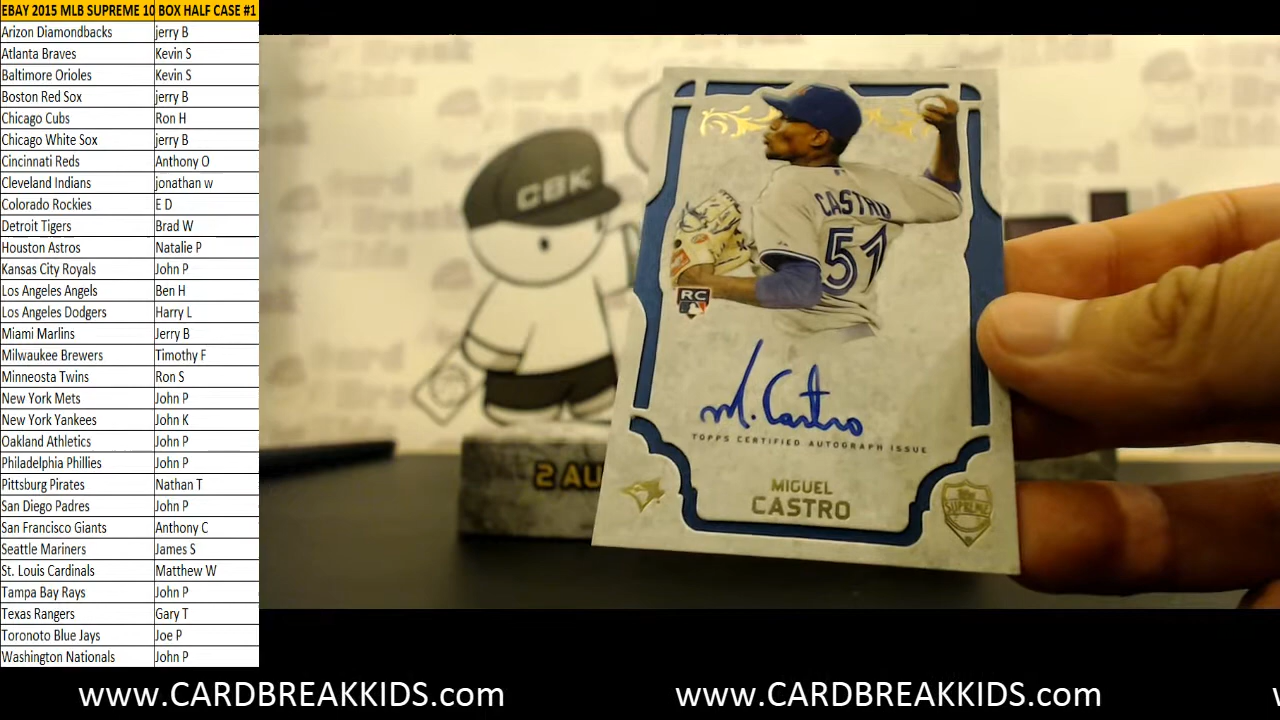 EBAY 2015 MLB SUPREME 10 BOX HALF CASE #1
Arizon Diamondbacks jerry B
Atlanta Braves Kevin S
Baltimore Orioles Kevin S
Boston Red Sox jerry B
Chicago Cubs Ron H
Chicago White Sox jerry B
Cincinnati Reds Anthony O
Cleveland Indians jonathan w
Colorado Rockies E D
Detroit Tigers Brad W
Houston Astros Natalie P
Kansas City Royals John P
Los Angeles Angels Ben H
Los Angeles Dodgers Harry L
Miami Marlins Jerry B
Milwaukee Brewers Timothy F
Minneosta Twins Ron S
New York Mets John P
New York Yankees John K
Oakland Athletics John P
Philadelphia Phillies John P
Pittsburg Pirates Nathan T
San Diego Padres John P
San Francisco Giants Anthony C
Seattle Mariners James S
St. Louis Cardinals Matthew W
Tampa Bay Rays John P
Texas Rangers Gary T
Toronoto Blue Jays Joe P
Washington Nationals John P
CBK
CASTRO
51
RC
M. Castro
TOPPS CERTIFIED AUTOGRAPH ISSUE
2 AU
MIGUEL
CASTRO
Topps
SUPREME
www.CARDBREAKKIDS.com www.CARDBREAKKIDS.com